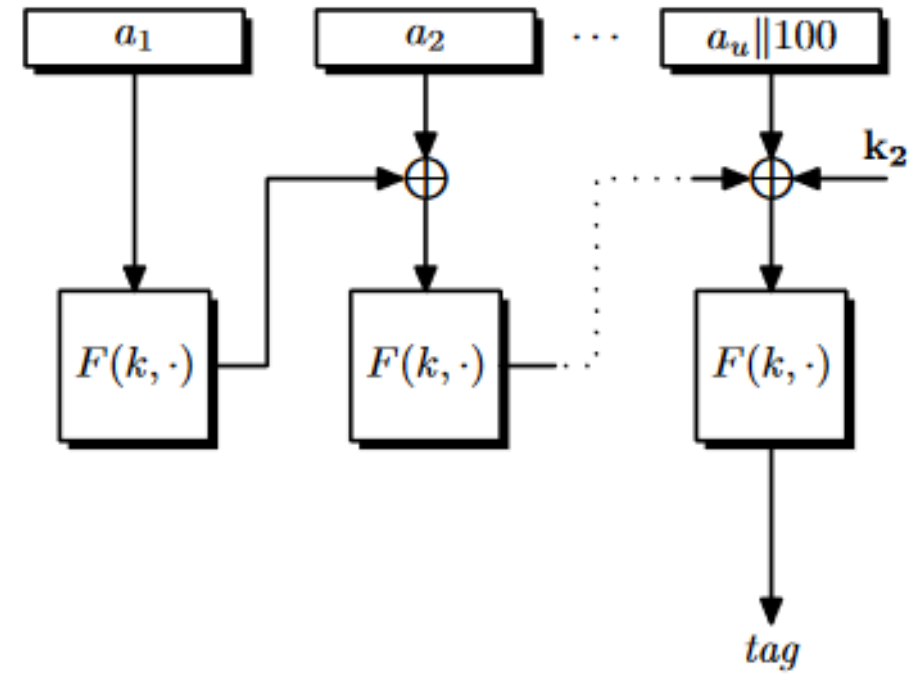 a₁ a₂ ··· aᵤ∥100
k₂
F(k, ·) F(k, ·) F(k, ·)
tag